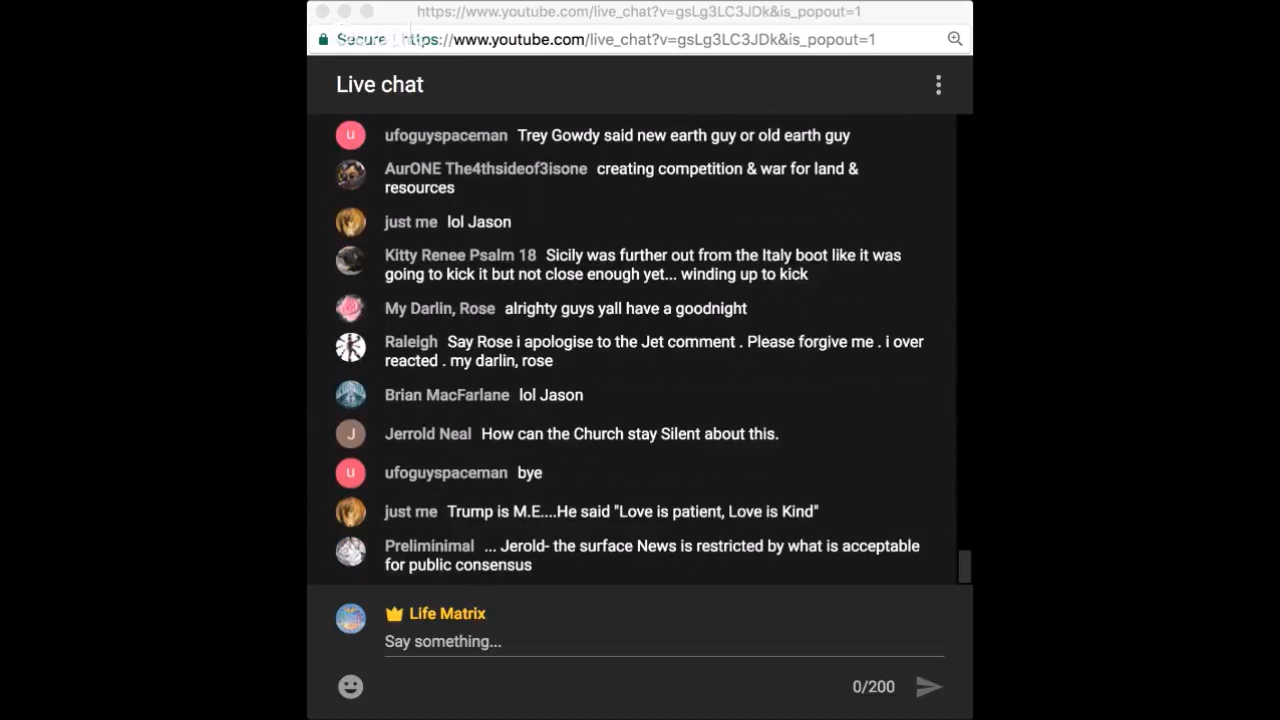 https://www.youtube.com/live_chat?v=gsLg3LC3JDk&is_popout=1
Secure https://www.youtube.com/live_chat?v=gsLg3LC3JDk&is_popout=1
Live chat
u ufoguyspaceman Trey Gowdy said new earth guy or old earth guy
AurONE The4thsideof3isone creating competition & war for land &
resources
just me lol Jason
Kitty Renee Psalm 18 Sicily was further out from the Italy boot like it was
going to kick it but not close enough yet... winding up to kick
My Darlin, Rose alrighty guys yall have a goodnight
Raleigh Say Rose i apologise to the Jet comment . Please forgive me . i over
reacted . my darlin, rose
Brian MacFarlane lol Jason
J Jerrold Neal How can the Church stay Silent about this.
u ufoguyspaceman bye
just me Trump is M.E....He said "Love is patient, Love is Kind"
Preliminimal ... Jerold- the surface News is restricted by what is acceptable
for public consensus
Life Matrix
Say something...
0/200